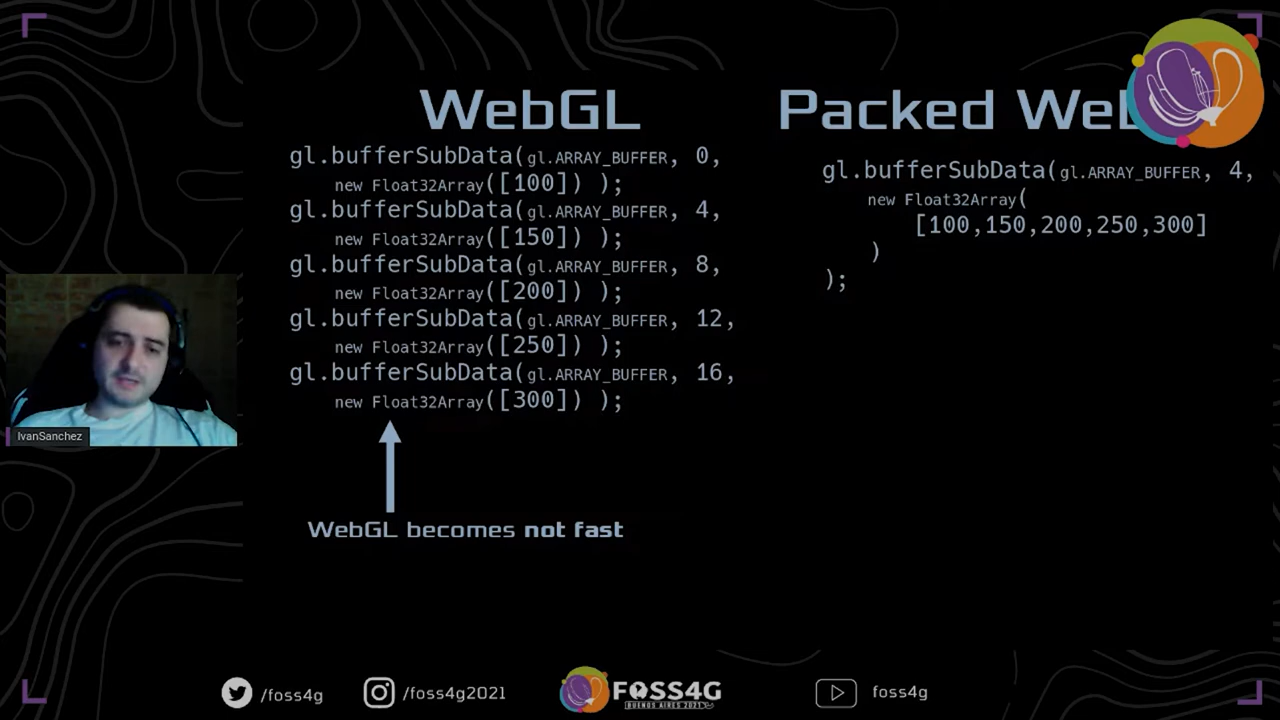 WebGL
gl.bufferSubData(gl.ARRAY_BUFFER, 0,
new Float32Array([100]) );
gl.bufferSubData(gl.ARRAY_BUFFER, 4,
new Float32Array([150]) );
gl.bufferSubData(gl.ARRAY_BUFFER, 8,
new Float32Array([200]) );
gl.bufferSubData(gl.ARRAY_BUFFER, 12,
new Float32Array([250]) );
gl.bufferSubData(gl.ARRAY_BUFFER, 16,
new Float32Array([300]) );
WebGL becomes not fast
Packed We
gl.bufferSubData(gl.ARRAY_BUFFER, 4,
new Float32Array(
[100,150,200,250,300]
)
);
IvanSanchez
/foss4g
/foss4g2021
FOSS4G
BUENOS AIRES 2021
foss4g